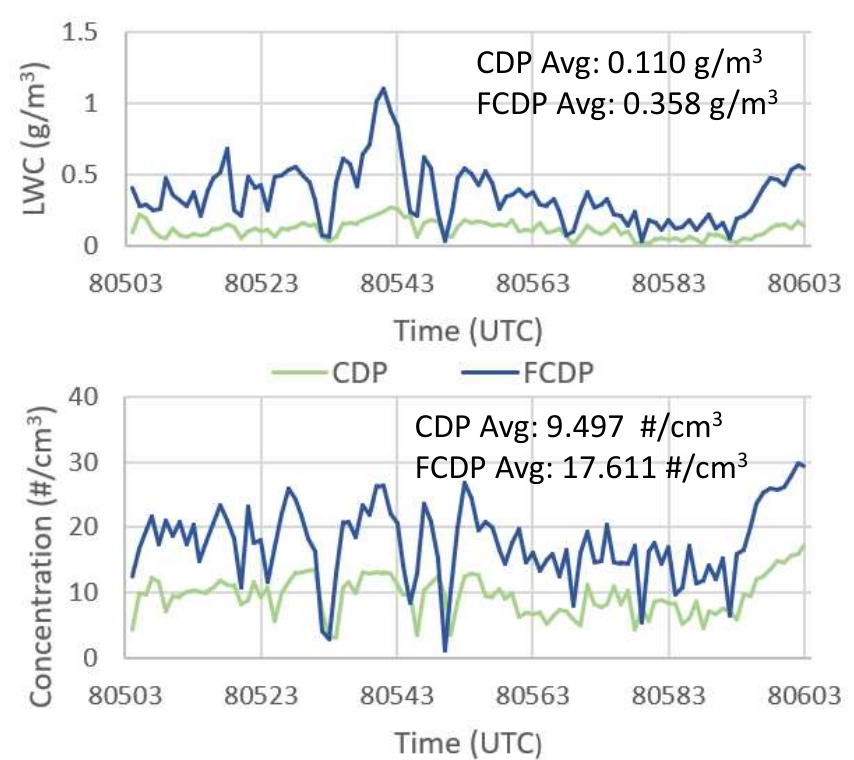 LWC (g/m³)
1.5
1
0.5
0
CDP Avg: 0.110 g/m³
FCDP Avg: 0.358 g/m³
80503 80523 80543 80563 80583 80603
Time (UTC)
CDP FCDP
Concentration (#/cm³)
40
30
20
10
0
CDP Avg: 9.497 #/cm³
FCDP Avg: 17.611 #/cm³
80503 80523 80543 80563 80583 80603
Time (UTC)